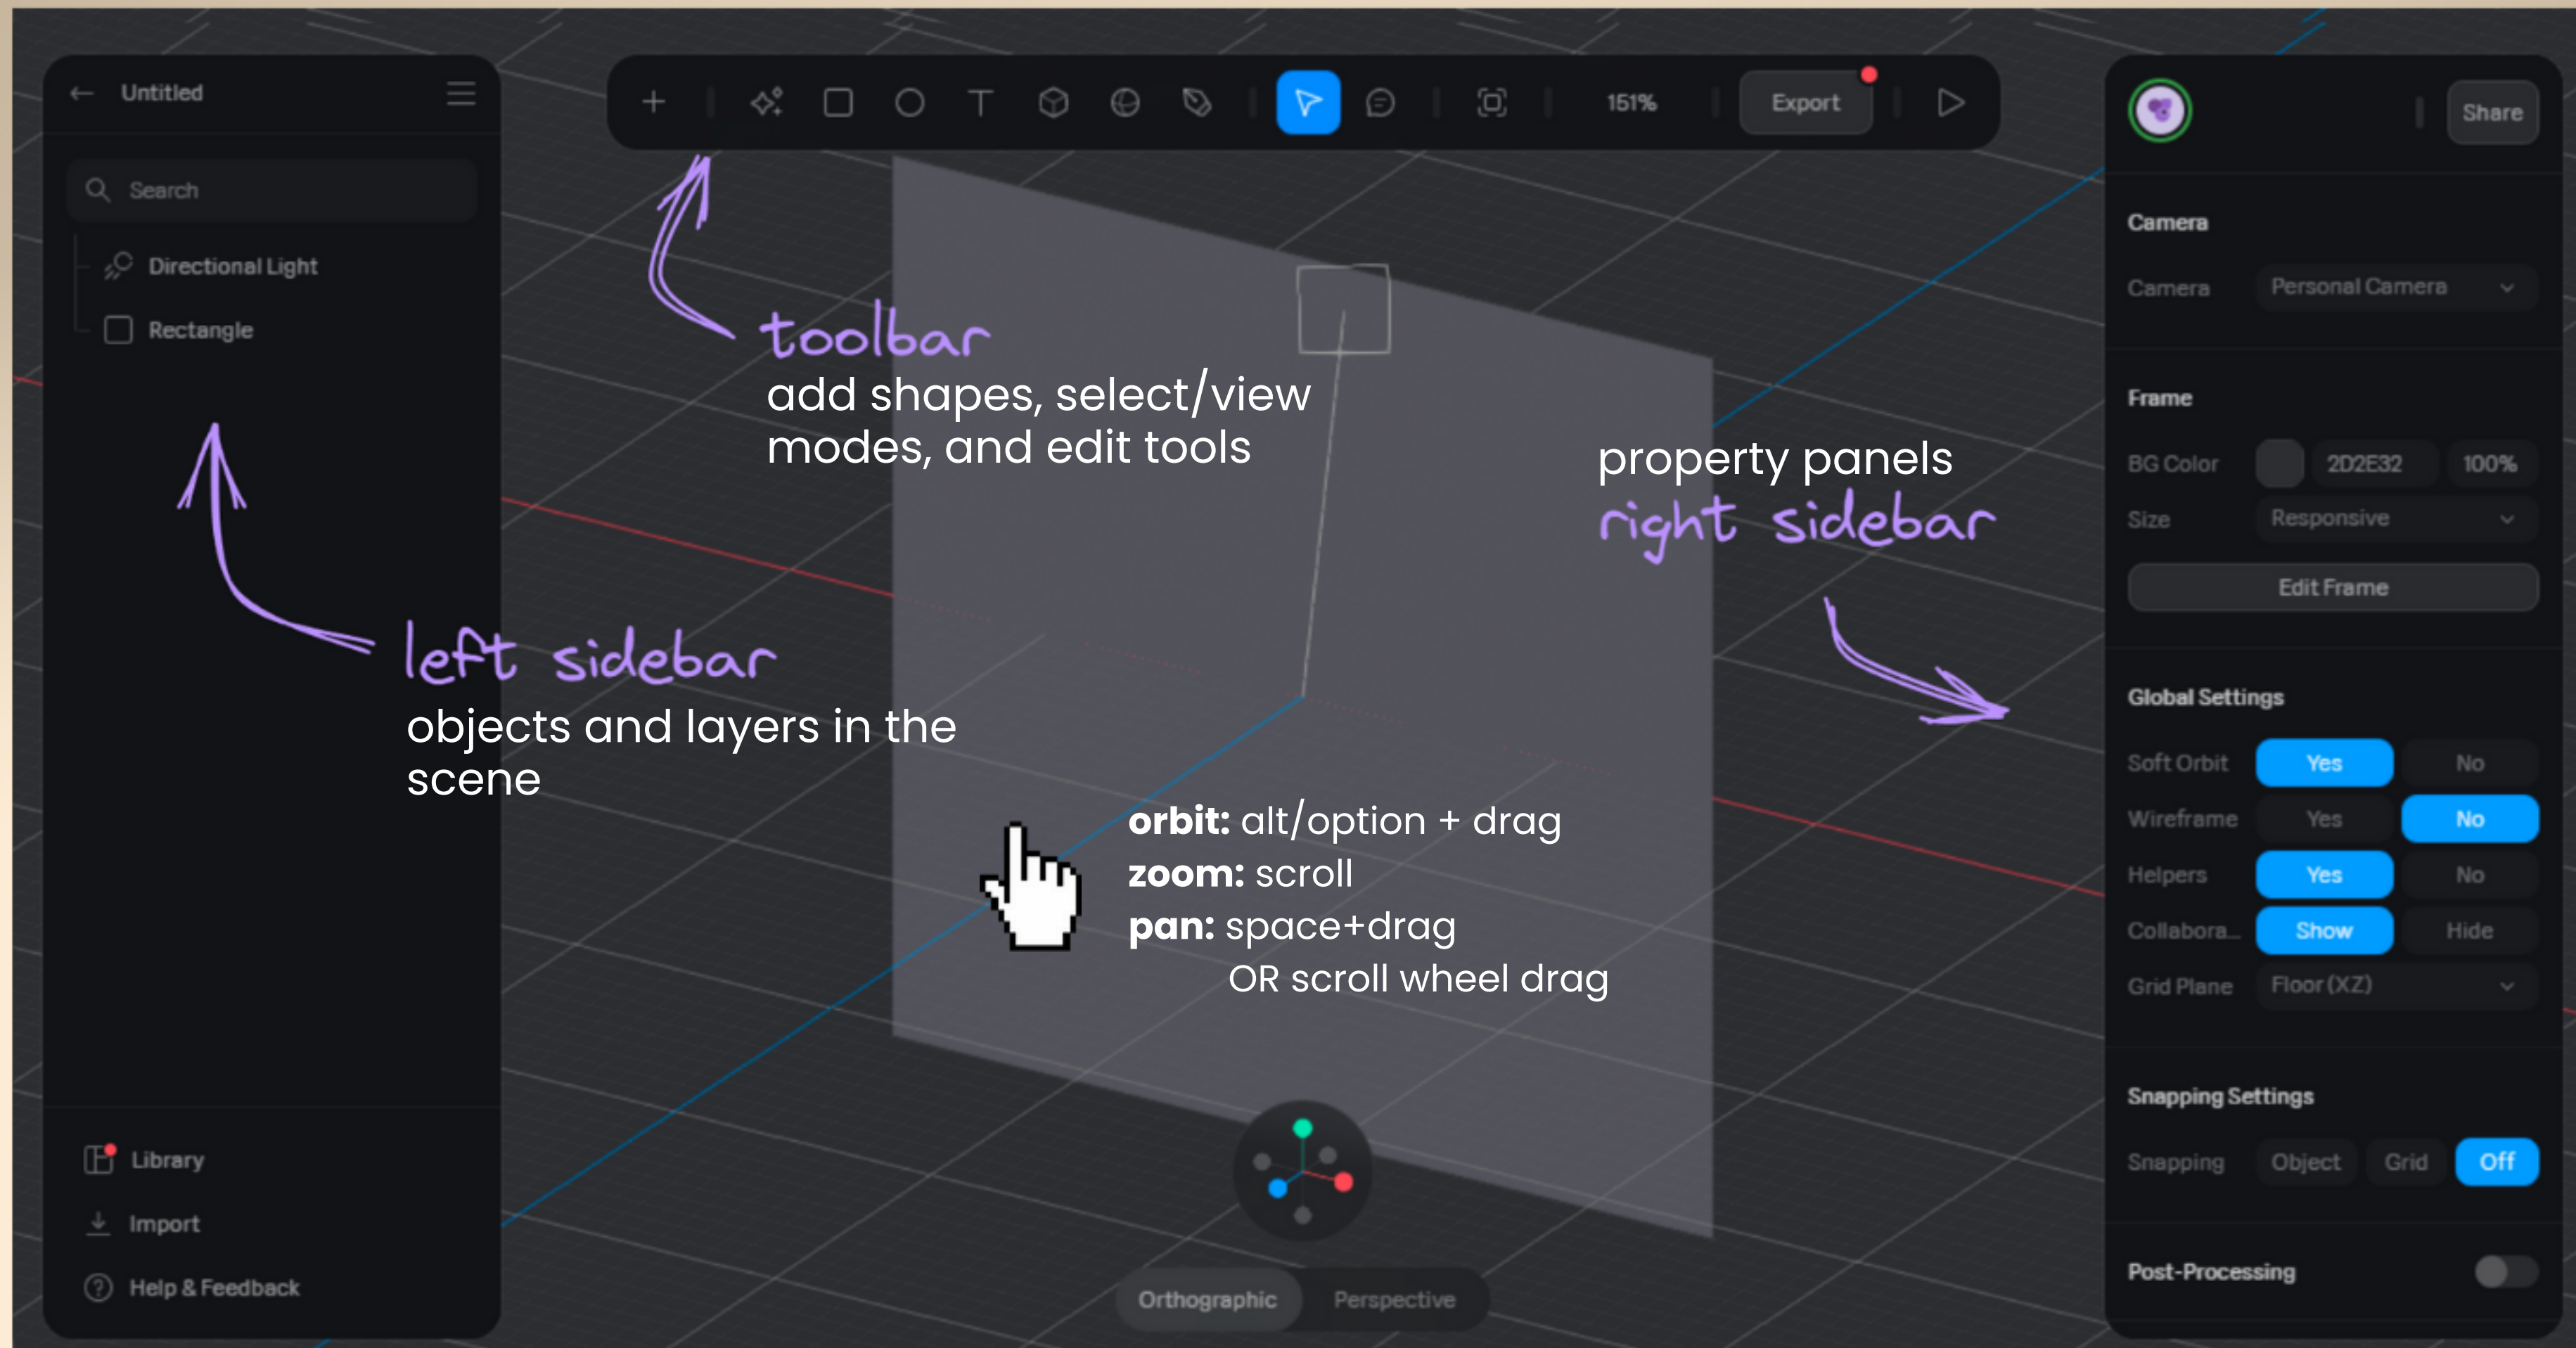 Untitled
Search
Directional Light
Rectangle
151%
Export
Share
toolbar
add shapes, select/view
modes, and edit tools
left sidebar
objects and layers in the
scene
property panels
right sidebar
orbit: alt/option + drag
zoom: scroll
pan: space+drag
OR scroll wheel drag
Library
Import
Help & Feedback
Orthographic Perspective
Camera
Camera Personal Camera
Frame
BG Color 2D2E32 100%
Size Responsive
Edit Frame
Global Settings
Soft Orbit Yes No
Wireframe Yes No
Helpers Yes No
Collabora... Show Hide
Grid Plane Floor (XZ)
Snapping Settings
Snapping Object Grid Off
Post-Processing